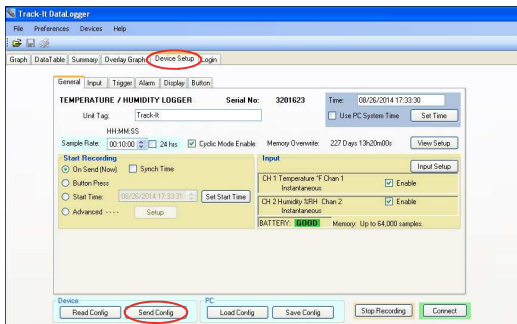 Track-It DataLogger
File Preferences Devices Help
Graph DataTable Summary Overlay Graphs Device Setup Login
General Input Trigger Alarm Display Button
TEMPERATURE / HUMIDITY LOGGER Serial No: 3201623 Time: 08/26/2014 17:33:30
Unit Tag: Track-It Use PC System Time Set Time
HH:MM:SS
Sample Rate: 00:10:00 24 hrs Cyclic Mode Enable Memory Overwrite: 227 Days 13h20m00s View Setup
Start Recording Input
On Send (Now) Synch Time Input Setup
Button Press CH 1 Temperature °F Chan 1 Enable
Instantaneous
Start Time: 08/26/2014 17:33:31 Set Start Time CH 2 Humidity %RH Chan 2 Enable
Instantaneous
Advanced ---- Setup
BATTERY: GOOD Memory: Up to 64,000 samples.
Device PC
Read Config Send Config Load Config Save Config Stop Recording Connect